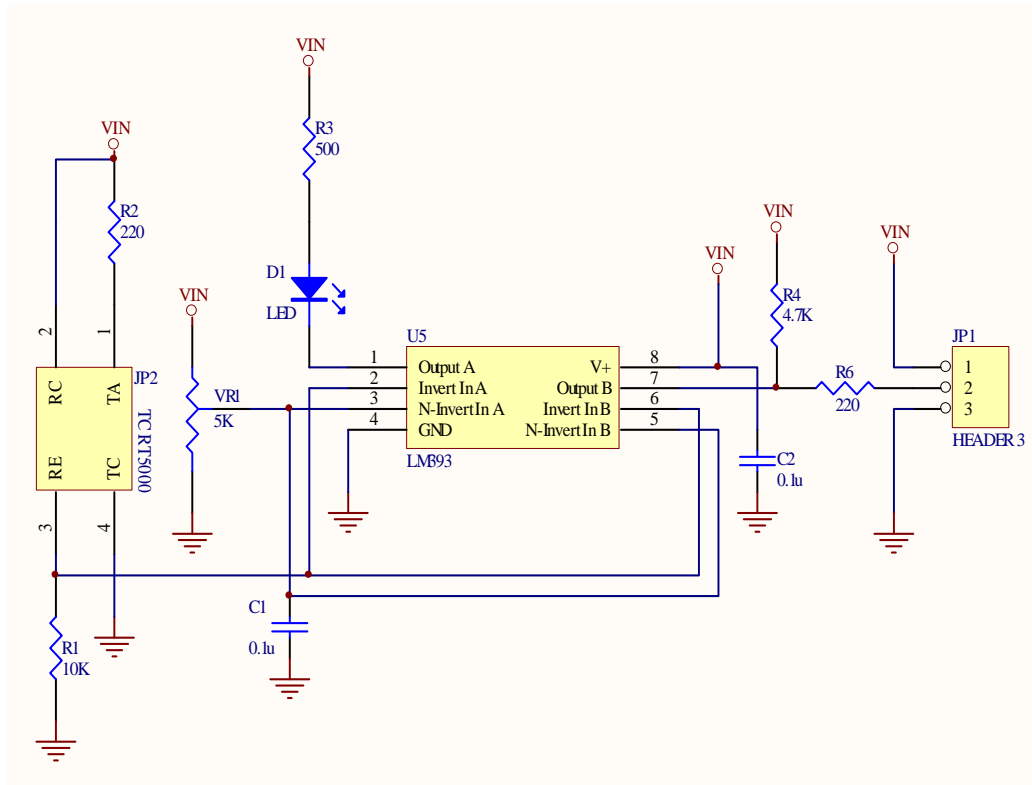 VIN
R3
500
VIN
R2
220
VIN
VIN
VIN
VIN
D1
LED
R4
4.7K
2
1
U5
JP1
RC
TA
JP2
VR1
5K
1
2
3
4
Output A
Invert In A
N-Invert In A
GND
V+
Output B
Invert In B
N-Invert In B
8
7
6
5
R6
220
1
2
3
TC RT5000
RE
TC
LM393
HEADER 3
C2
0.1u
3
4
C1
0.1u
R1
10K